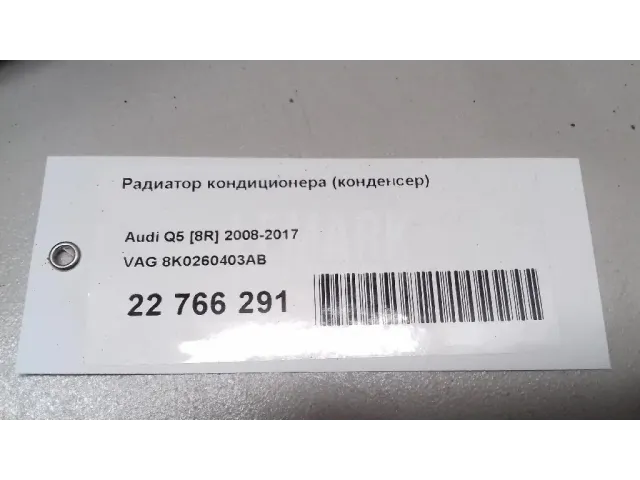 Радиатор кондиционера (конденсер)
Audi Q5 [8R] 2008-2017
VAG 8K0260403AB
22 766 291